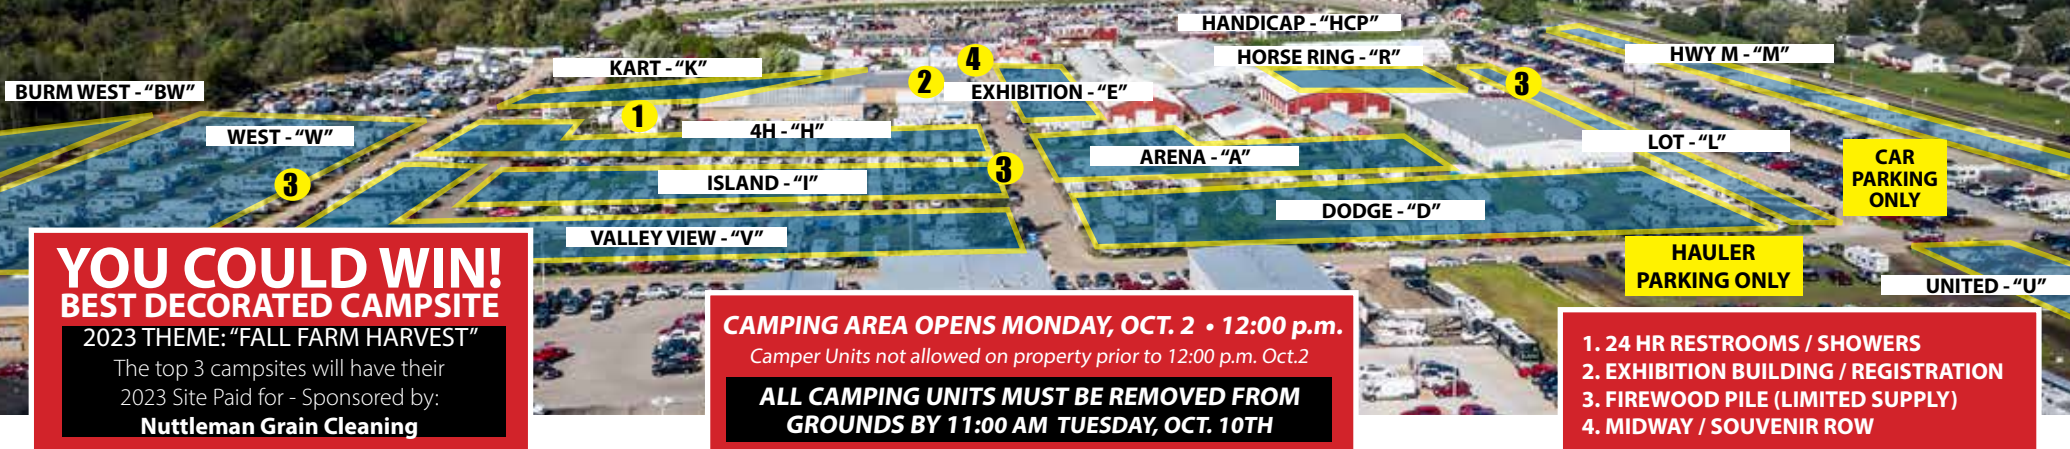 HANDICAP - “HCP”
HORSE RING - “R”
HWY M - “M”
KART - “K”
4
2
3
BURM WEST - “BW”
EXHIBITION - “E”
1
WEST - “W”
4H - “H”
LOT - “L”
ARENA - “A”
CAR
PARKING
ONLY
3
3
ISLAND - “I”
DODGE - “D”
VALLEY VIEW - “V”
HAULER
PARKING ONLY
UNITED - “U”
YOU COULD WIN!
BEST DECORATED CAMPSITE
2023 THEME: “FALL FARM HARVEST”
The top 3 campsites will have their
2023 Site Paid for - Sponsored by:
Nuttleman Grain Cleaning
CAMPING AREA OPENS MONDAY, OCT. 2 • 12:00 p.m.
Camper Units not allowed on property prior to 12:00 p.m. Oct.2
ALL CAMPING UNITS MUST BE REMOVED FROM
GROUNDS BY 11:00 AM TUESDAY, OCT. 10TH
1. 24 HR RESTROOMS / SHOWERS
2. EXHIBITION BUILDING / REGISTRATION
3. FIREWOOD PILE (LIMITED SUPPLY)
4. MIDWAY / SOUVENIR ROW